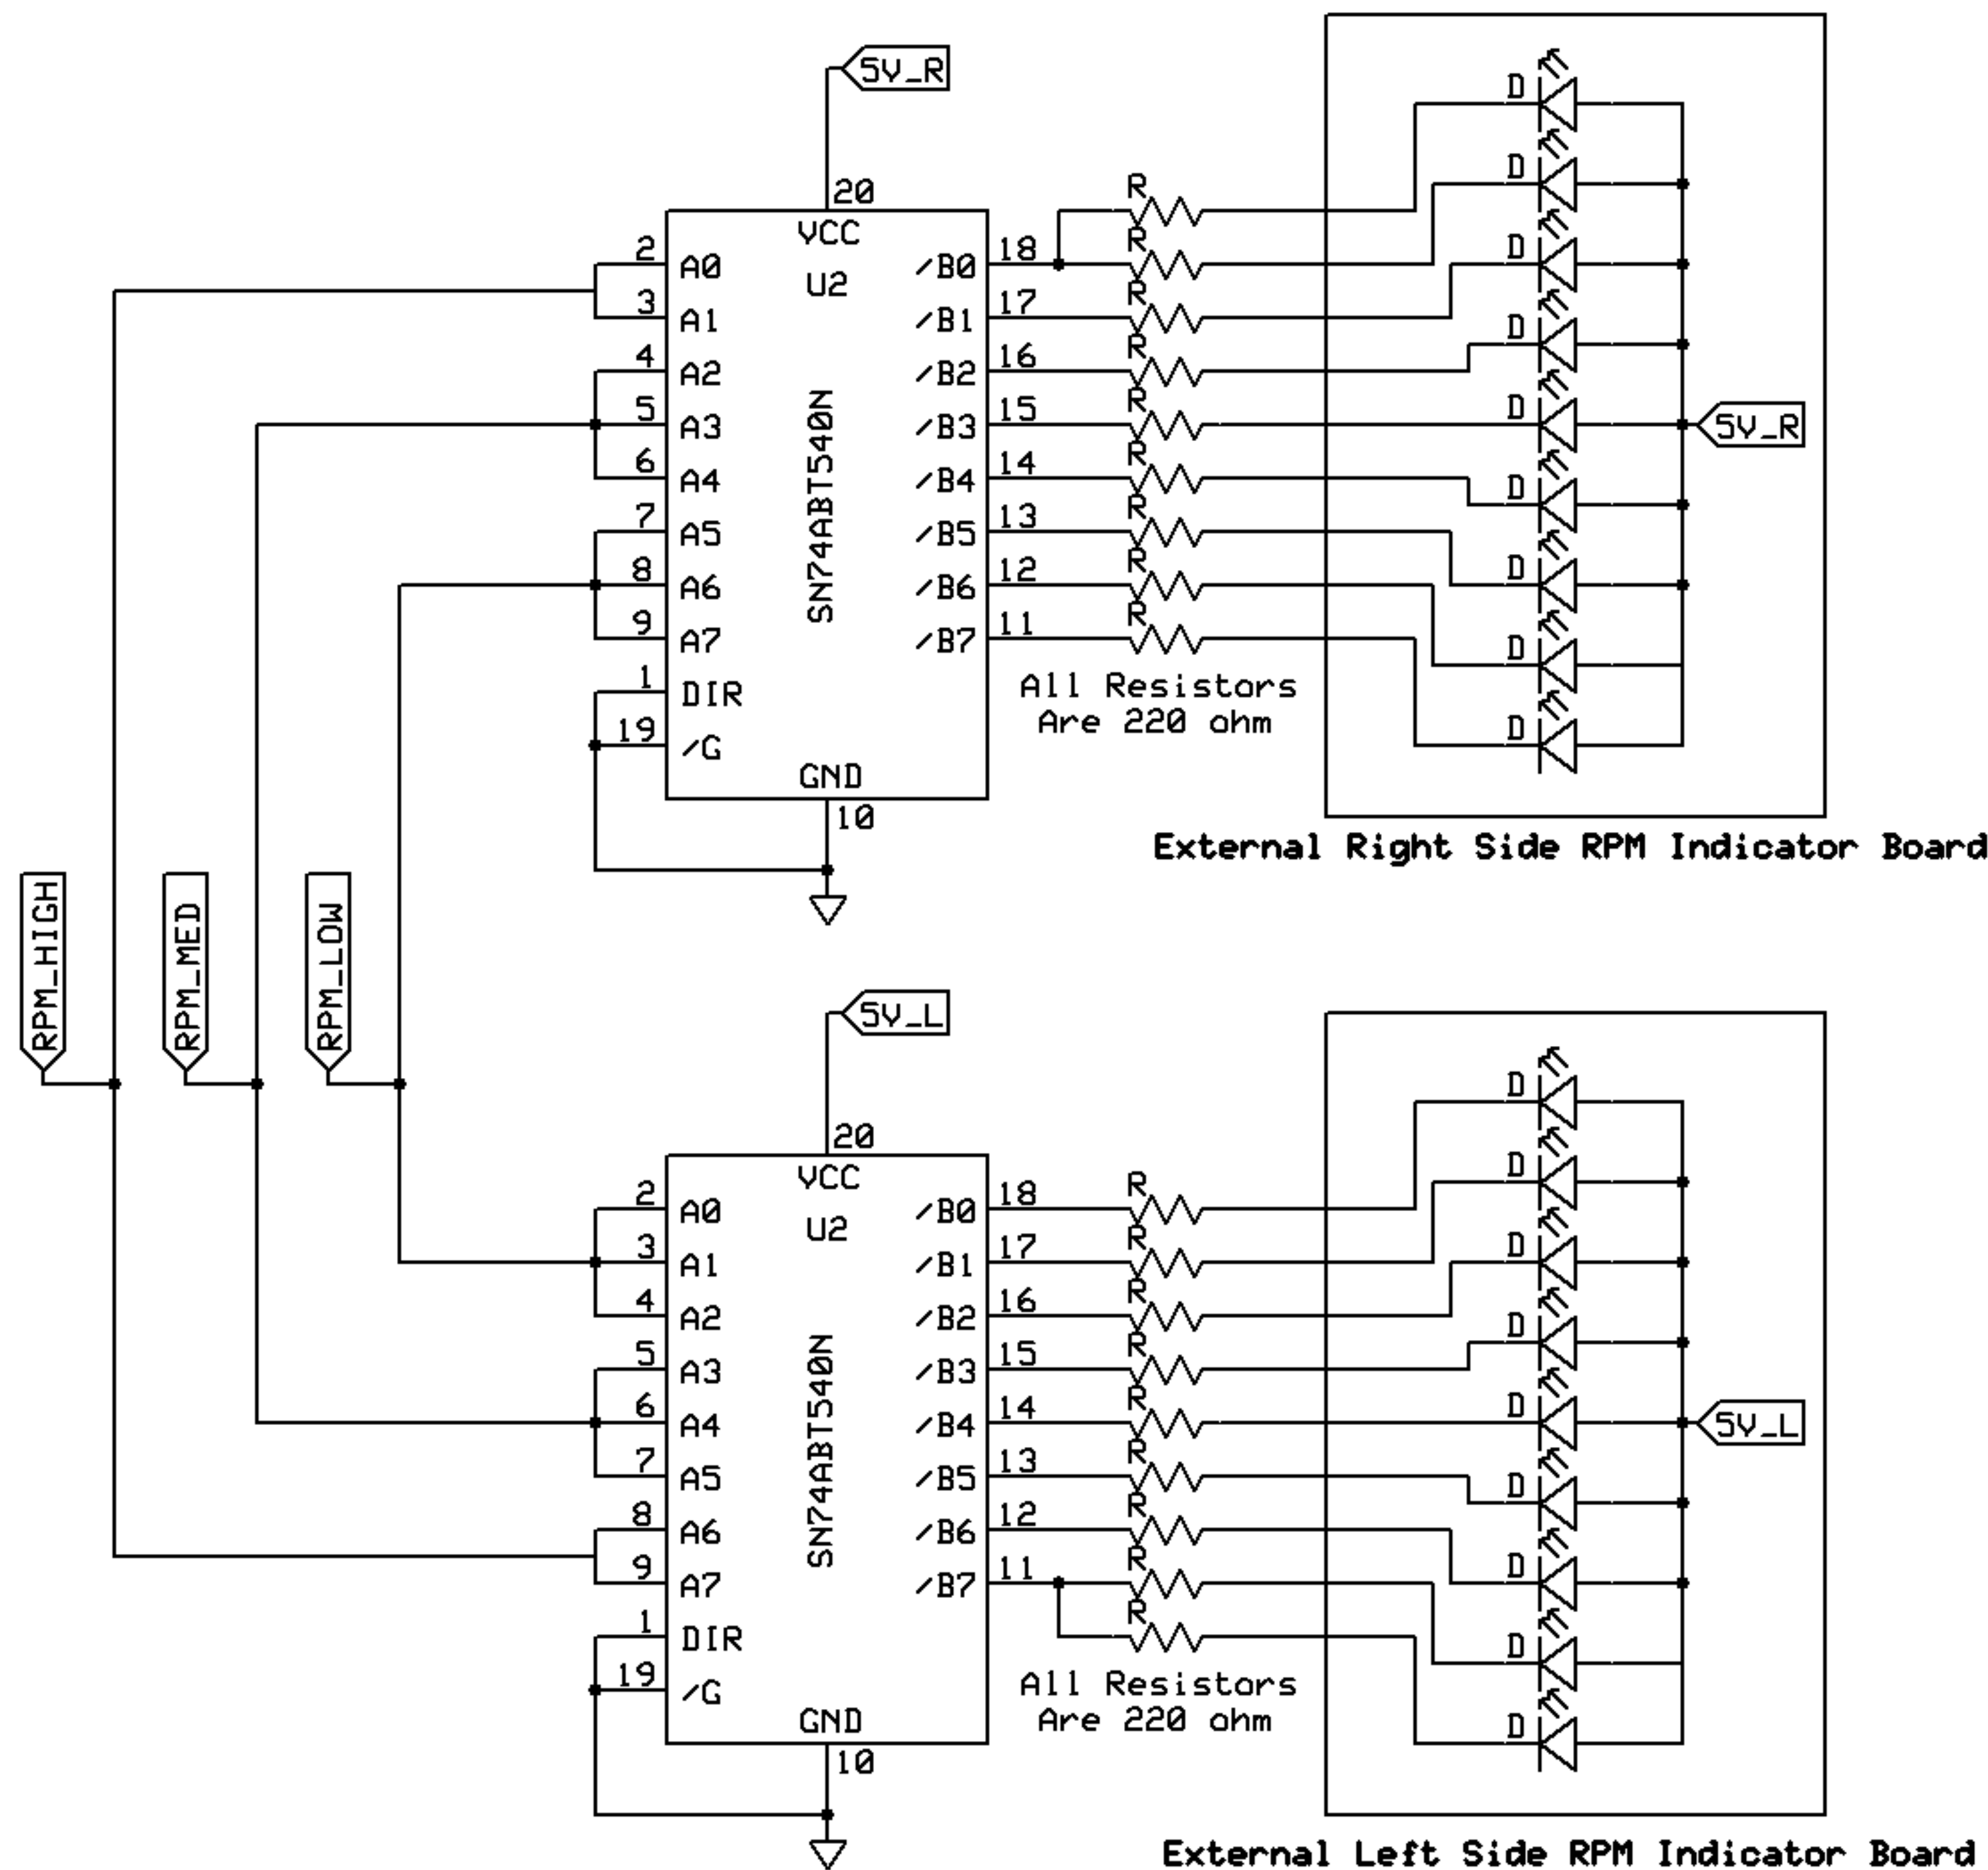 5V_R
20
VCC
U2
SN74ABT540N
2 A0
3 A1
4 A2
5 A3
6 A4
7 A5
8 A6
9 A7
1 DIR
19 /G
GND
10
/B0 18
/B1 17
/B2 16
/B3 15
/B4 14
/B5 13
/B6 12
/B7 11
R
R
R
R
R
R
R
R
R
All Resistors
Are 220 ohm
D
D
D
D
D
D
D
D
D
5V_R
External Right Side RPM Indicator Board
RPM_HIGH
RPM_MED
RPM_LOW
5V_L
20
VCC
U2
SN74ABT540N
2 A0
3 A1
4 A2
5 A3
6 A4
7 A5
8 A6
9 A7
1 DIR
19 /G
GND
10
/B0 18
/B1 17
/B2 16
/B3 15
/B4 14
/B5 13
/B6 12
/B7 11
R
R
R
R
R
R
R
R
R
All Resistors
Are 220 ohm
D
D
D
D
D
D
D
D
D
5V_L
External Left Side RPM Indicator Board